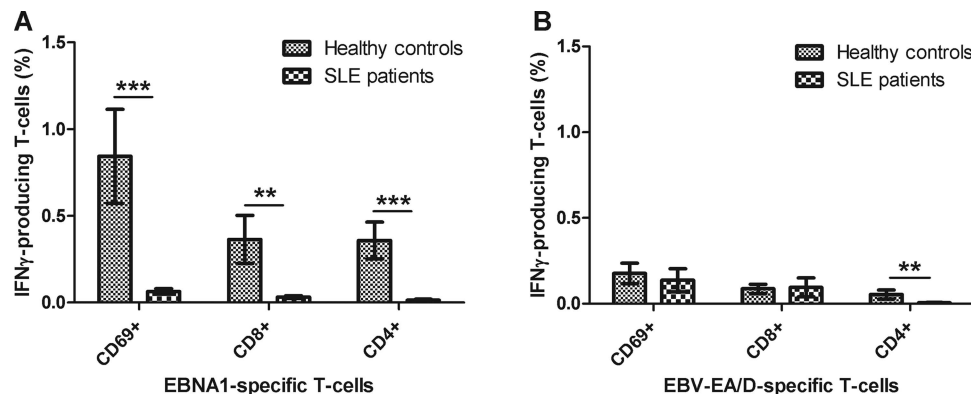 A
IFNγ-producing T-cells (%)
1.5
1.0
0.5
0.0
Healthy controls
SLE patients
***
**
***
CD69+
CD8+
CD4+
EBNA1-specific T-cells
B
IFNγ-producing T-cells (%)
1.5
1.0
0.5
0.0
Healthy controls
SLE patients
**
CD69+
CD8+
CD4+
EBV-EA/D-specific T-cells